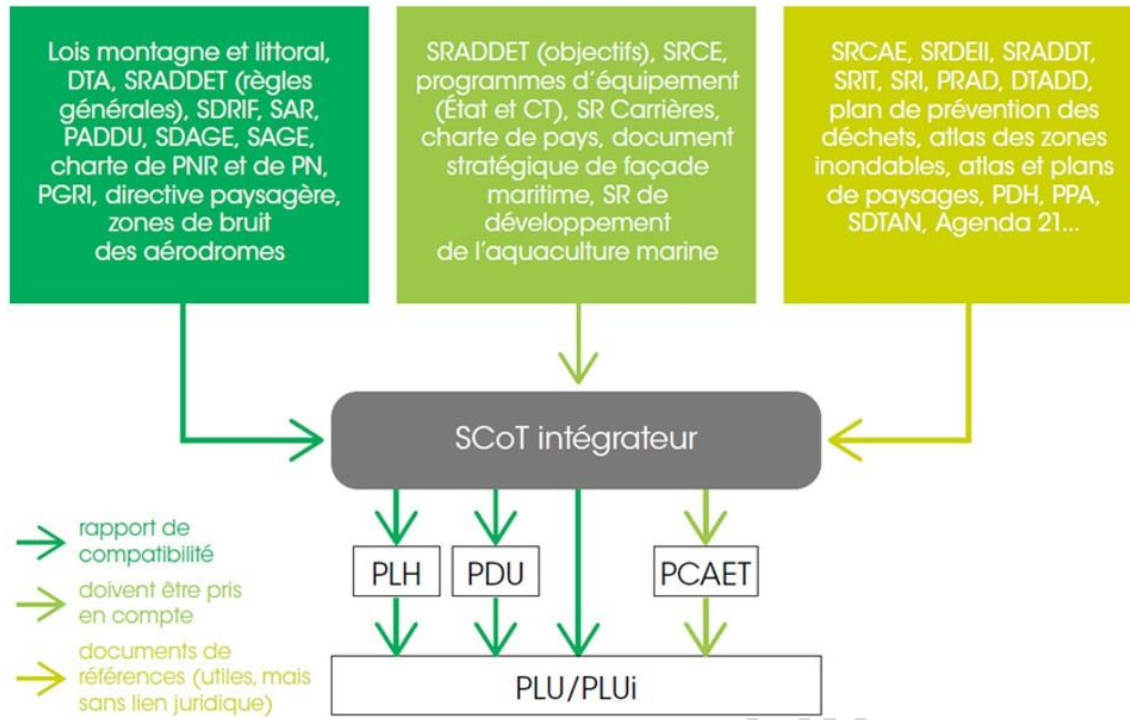 Lois montagne et littoral,
DTA, SRADDET (règles
générales), SDRIF, SAR,
PADDU, SDAGE, SAGE,
charte de PNR et de PN,
PGRI, directive paysagère,
zones de bruit
des aérodromes
SRADDET (objectifs), SRCE,
programmes d'équipement
(État et CT), SR Carrières,
charte de pays, document
stratégique de façade
maritime, SR de
développement
de l'aquaculture marine
SRCAE, SRDEII, SRADDT,
SRIT, SRI, PRAD, DTADD,
plan de prévention des
déchets, atlas des zones
inondables, atlas et plans
de paysages, PDH, PPA,
SDTAN, Agenda 21...
SCoT intégrateur
rapport de
compatibilité
doivent être pris
en compte
documents de
références (utiles, mais
sans lien juridique)
PLH
PDU
PCAET
PLU/PLUi